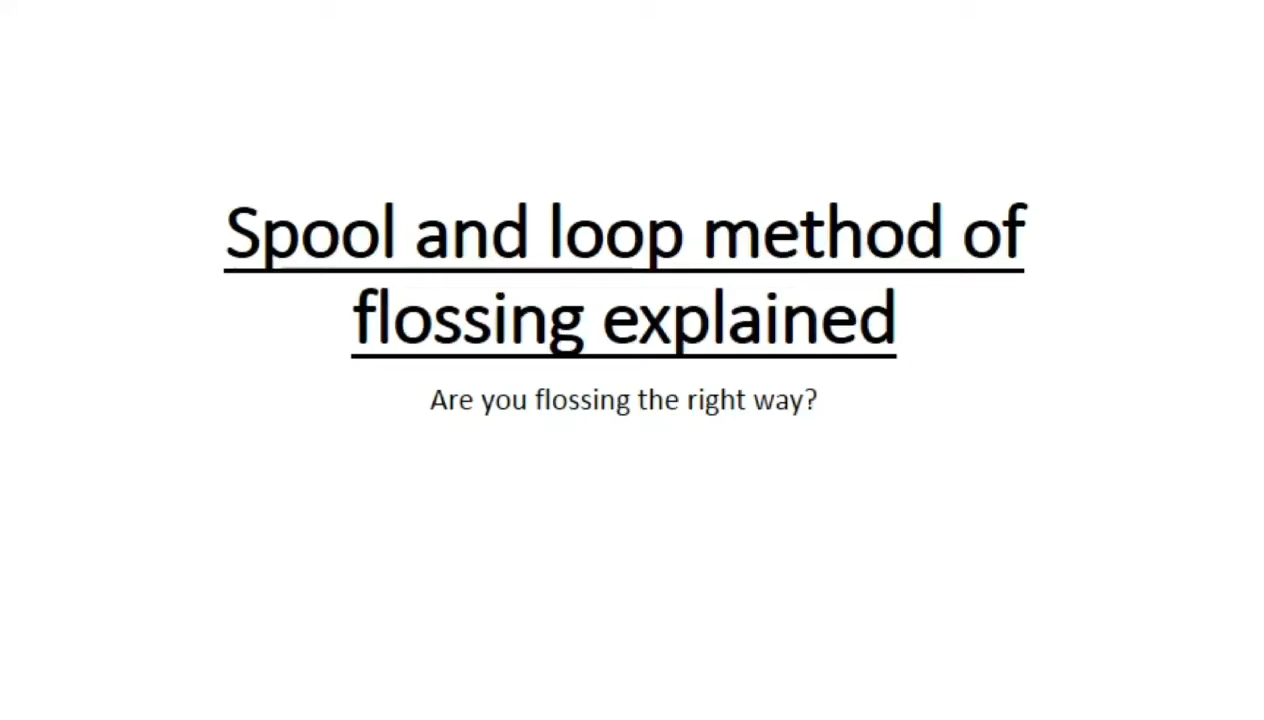 Spool and loop method of
flossing explained
Are you flossing the right way?